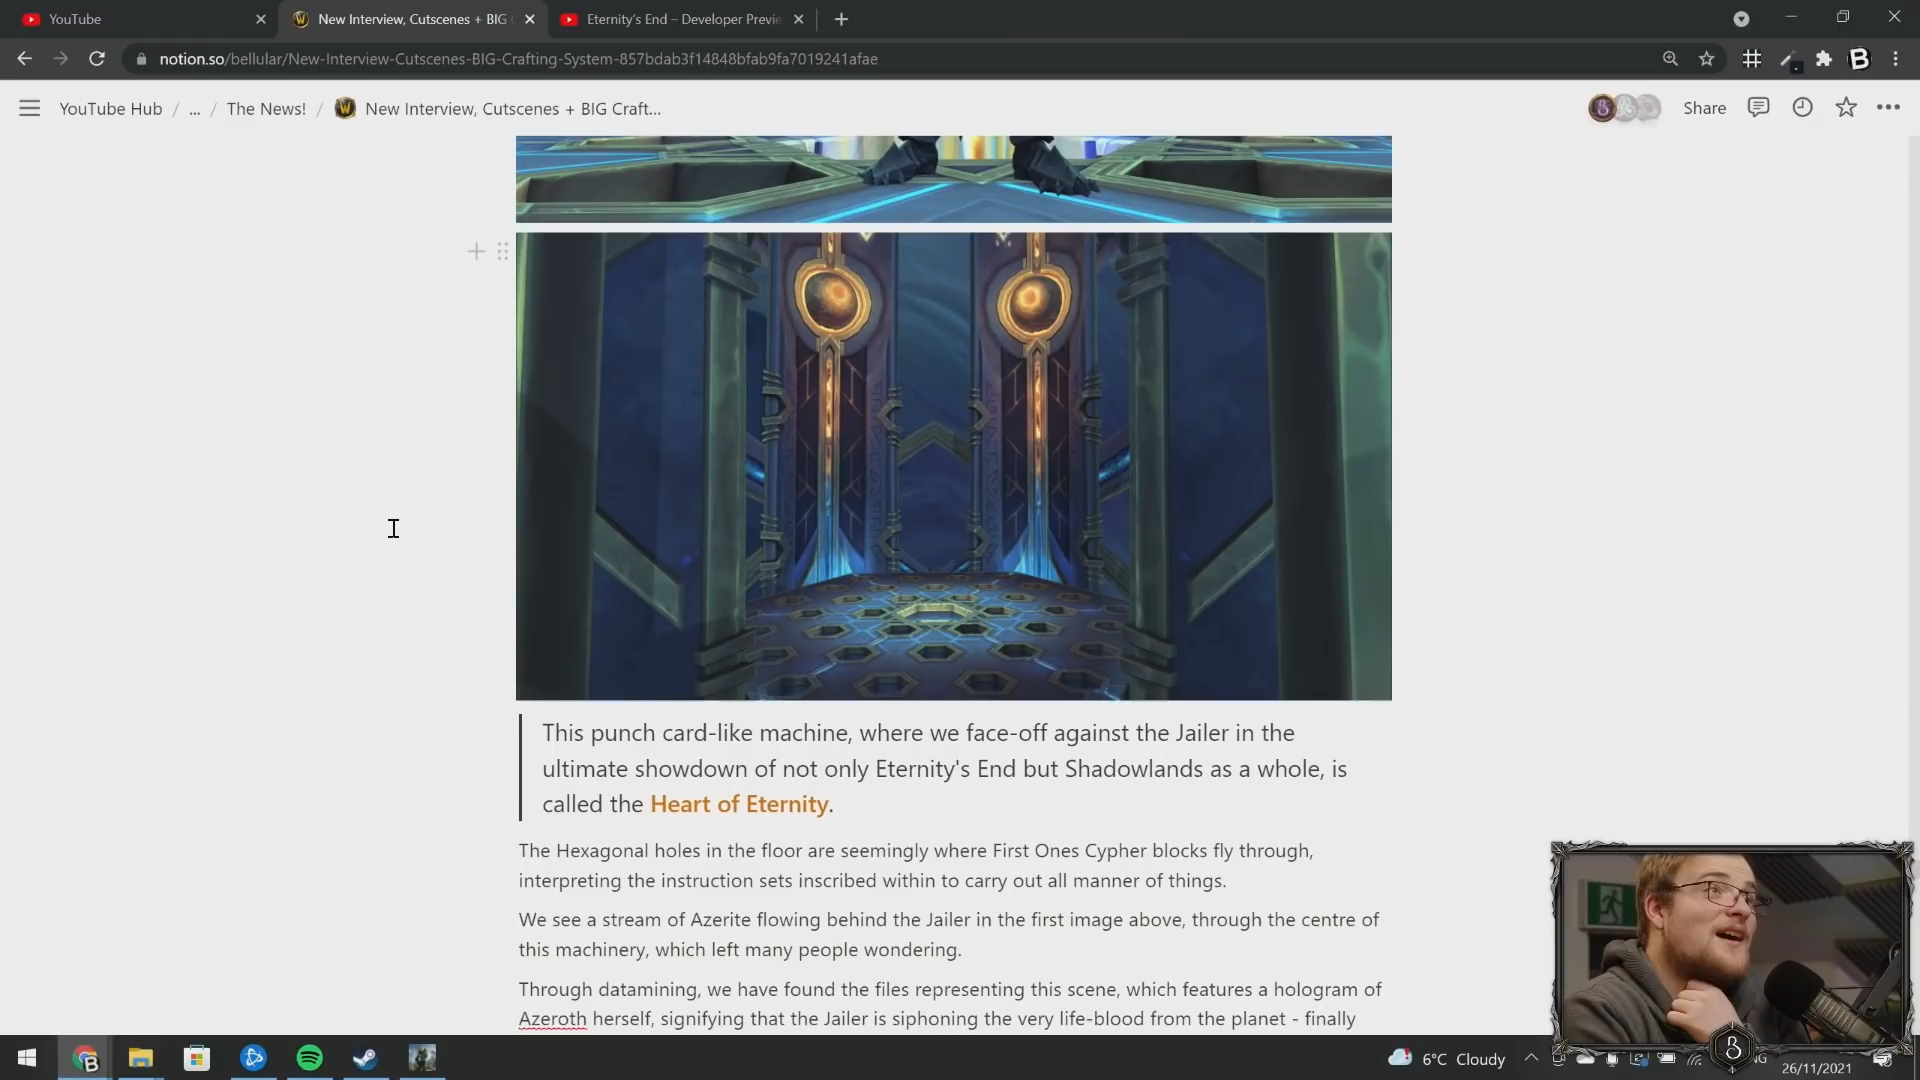 YouTube
New Interview, Cutscenes + BIG C
Eternity's End – Developer Previe
notion.so/bellular/New-Interview-Cutscenes-BIG-Crafting-System-857bdab3f14848bfab9fa7019241afae
YouTube Hub / ... / The News! / New Interview, Cutscenes + BIG Craft...
Share
This punch card-like machine, where we face-off against the Jailer in the
ultimate showdown of not only Eternity's End but Shadowlands as a whole, is
called the Heart of Eternity.
The Hexagonal holes in the floor are seemingly where First Ones Cypher blocks fly through,
interpreting the instruction sets inscribed within to carry out all manner of things.
We see a stream of Azerite flowing behind the Jailer in the first image above, through the centre of
this machinery, which left many people wondering.
Through datamining, we have found the files representing this scene, which features a hologram of
Azeroth herself, signifying that the Jailer is siphoning the very life-blood from the planet - finally
6°C Cloudy
26/11/2021